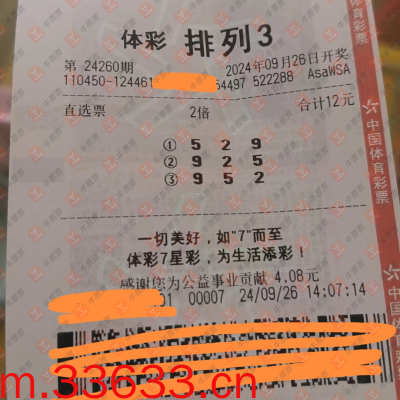 体彩 排列3
第 24260期 2024年09月26日开奖
110450-124461 64497 522288 AsaWSA
直选票 2倍 合计12元
① 5 2 9
② 9 2 5
③ 9 5 2
一切美好，如"7"而至
体彩7星彩，为生活添彩！
感谢您为公益事业贡献 4.08元
01 00007 24/09/26 14:07:14
中国体育彩票
m.33633.cn